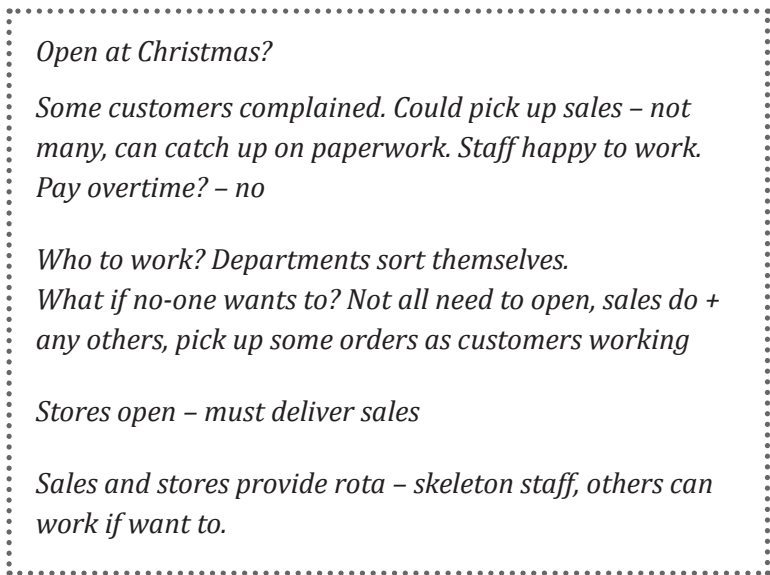 Open at Christmas?
Some customers complained. Could pick up sales – not
many, can catch up on paperwork. Staff happy to work.
Pay overtime? – no
Who to work? Departments sort themselves.
What if no-one wants to? Not all need to open, sales do +
any others, pick up some orders as customers working
Stores open – must deliver sales
Sales and stores provide rota – skeleton staff, others can
work if want to.